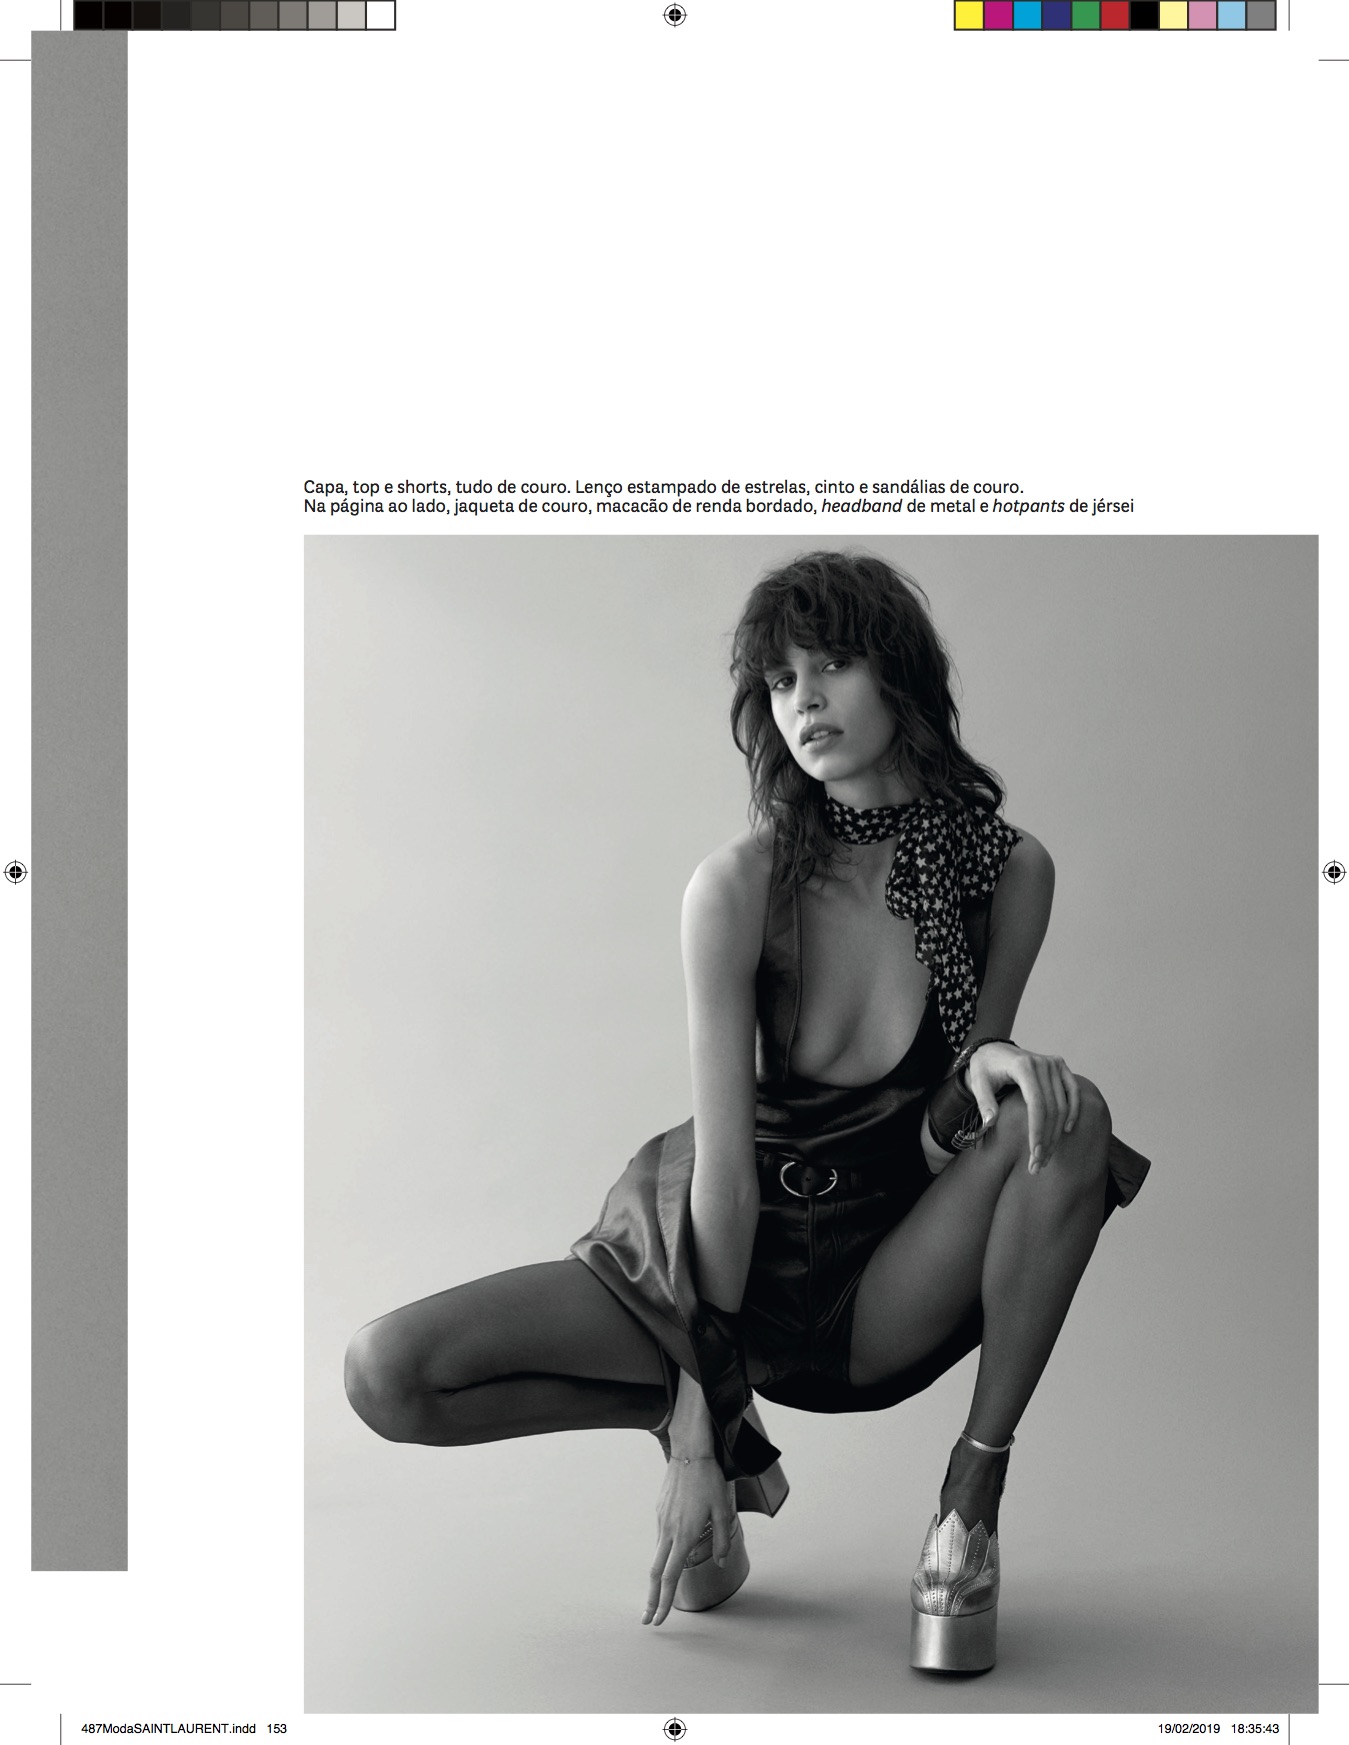 Capa, top e shorts, tudo de couro. Lenço estampado de estrelas, cinto e sandálias de couro.
Na página ao lado, jaqueta de couro, macacão de renda bordado, headband de metal e hotpants de jérsei
487ModaSAINTLAURENT.indd 153
19/02/2019 18:35:43